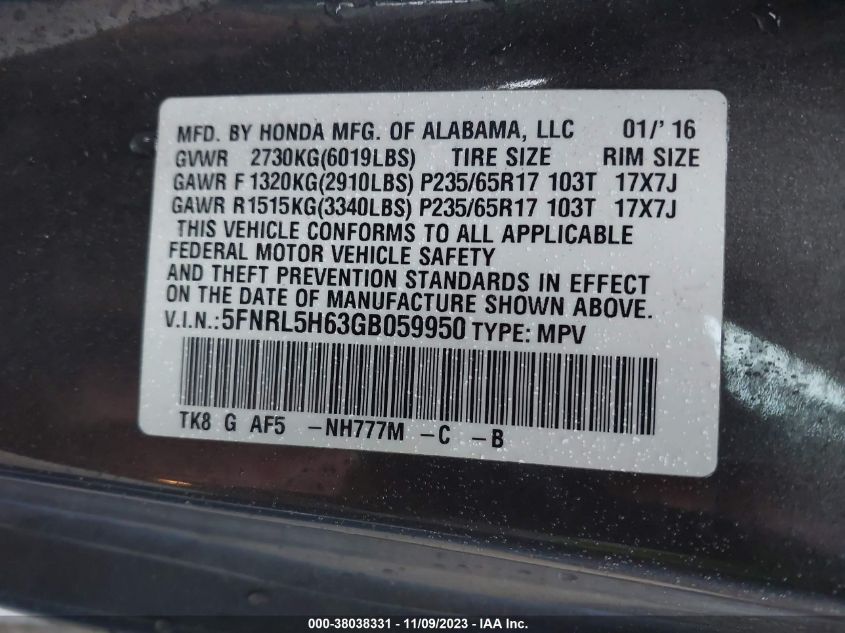 MFD. BY HONDA MFG. OF ALABAMA, LLC 01/'16
GVWR 2730KG(6019LBS) TIRE SIZE RIM SIZE
GAWR F1320KG(2910LBS) P235/65R17 103T 17X7J
GAWR R1515KG(3340LBS) P235/65R17 103T 17X7J
THIS VEHICLE CONFORMS TO ALL APPLICABLE
FEDERAL MOTOR VEHICLE SAFETY
AND THEFT PREVENTION STANDARDS IN EFFECT
ON THE DATE OF MANUFACTURE SHOWN ABOVE.
V.I.N.:5FNRL5H63GB059950 TYPE: MPV
TK8 G AF5 -NH777M -C -B
000-38038331 - 11/09/2023 - IAA Inc.